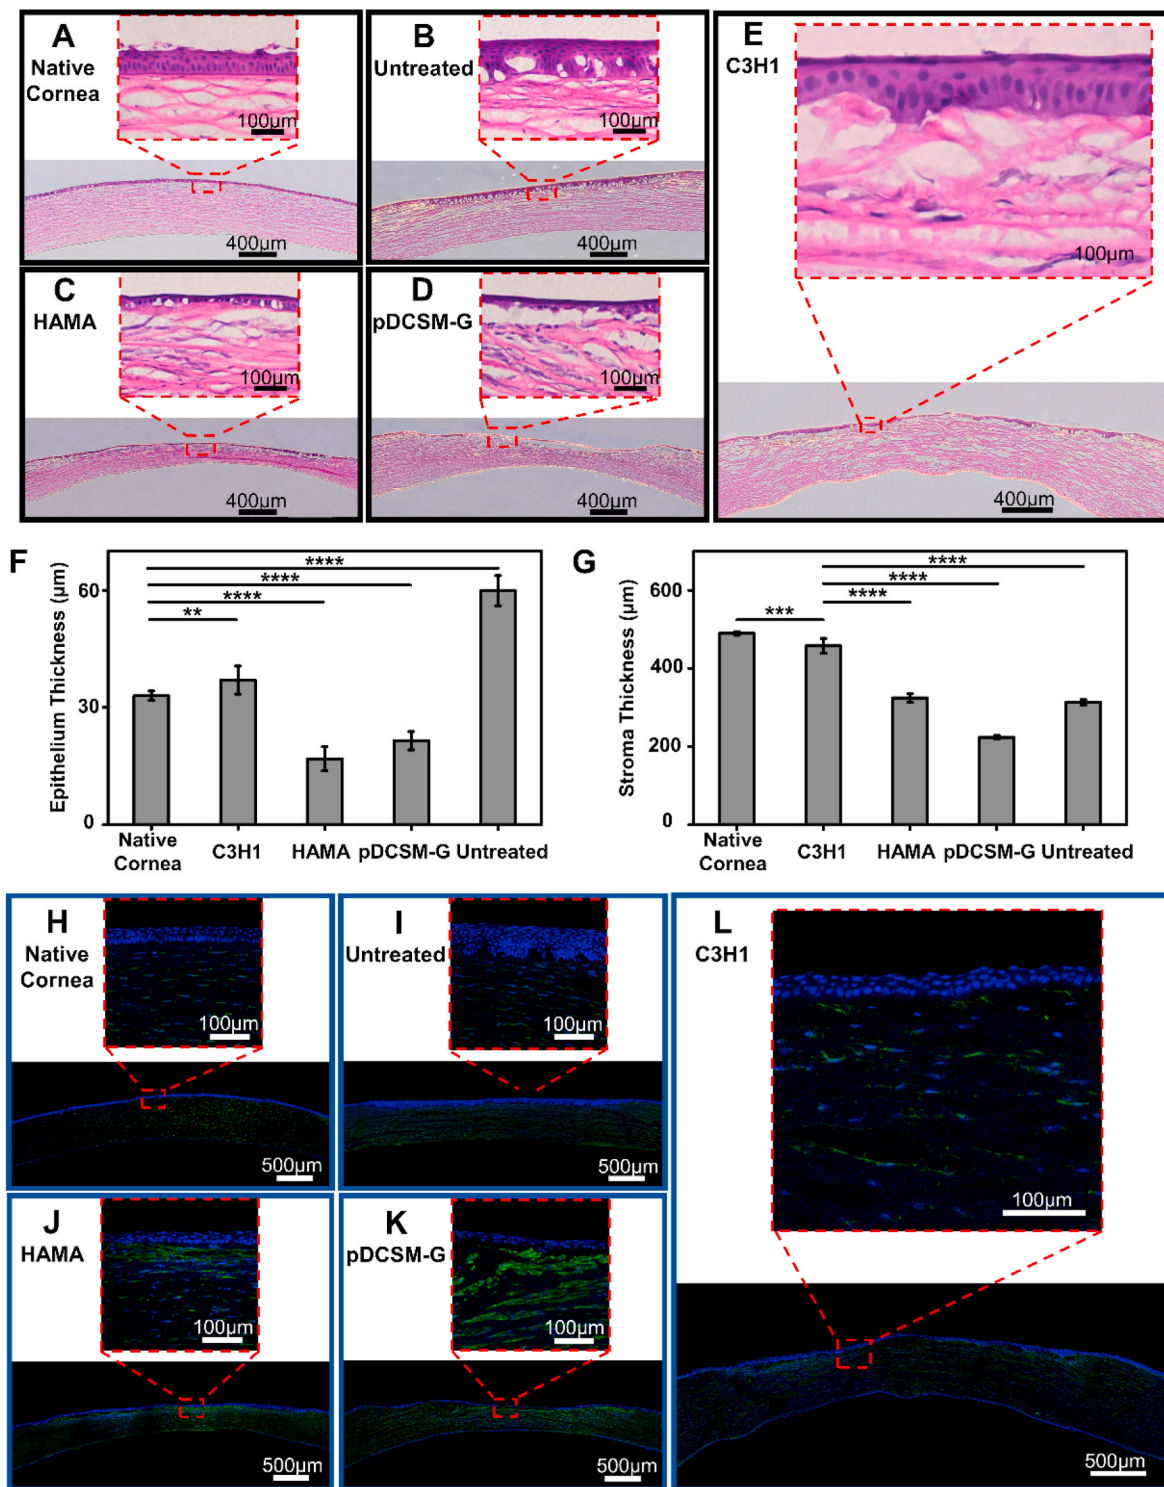 A
Native
Cornea
100µm
400µm
B
Untreated
100µm
400µm
E
C3H1
100µm
400µm
C
HAMA
100µm
400µm
D
pDCSM-G
100µm
400µm
F
Epithelium Thickness (µm)
60
30
0
****
****
****
**
Native
Cornea
C3H1
HAMA
pDCSM-G
Untreated
G
Stroma Thickness (µm)
600
400
200
0
****
****
****
***
Native
Cornea
C3H1
HAMA
pDCSM-G
Untreated
H
Native
Cornea
100µm
500µm
I
Untreated
100µm
500µm
L
C3H1
100µm
500µm
J
HAMA
100µm
500µm
K
pDCSM-G
100µm
500µm